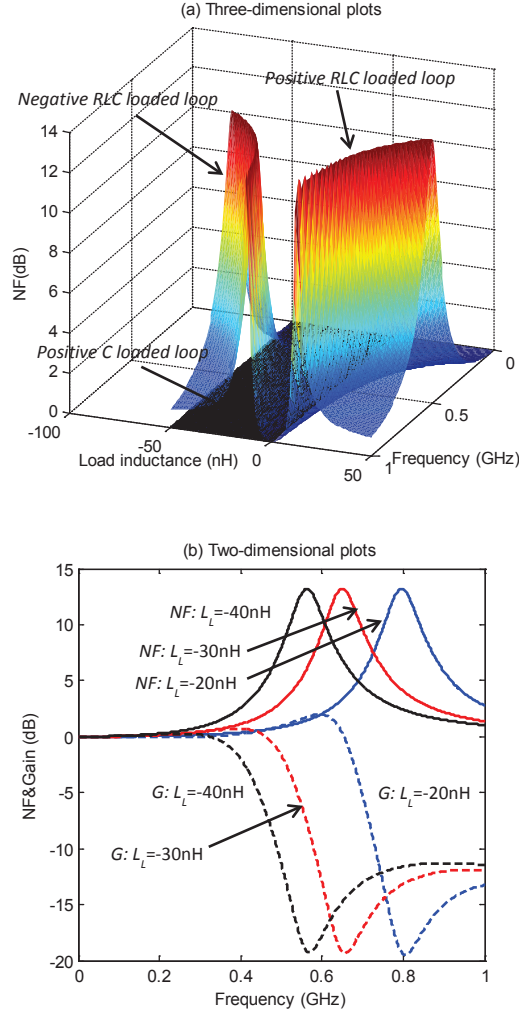 (a) Three-dimensional plots
Positive RLC loaded loop
Negative RLC loaded loop
14
12
10
8
6
4
2
0
NF(dB)
Positive C loaded loop
-100
-50
0
50
Load inductance (nH)
0
0.5
1
Frequency (GHz)
(b) Two-dimensional plots
15
10
5
0
-5
-10
-15
-20
NF&Gain (dB)
NF: L_L=-40nH
NF: L_L=-30nH
NF: L_L=-20nH
G: L_L=-40nH
G: L_L=-20nH
G: L_L=-30nH
0 0.2 0.4 0.6 0.8 1
Frequency (GHz)